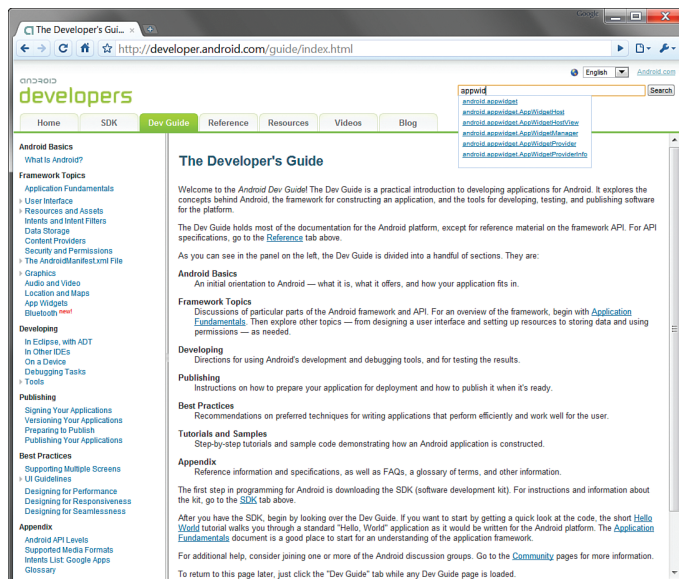 Google
The Developer's Gui...
http://developer.android.com/guide/index.html
English
Android.com
android
developers
appwid
Search
android.appwidget
android.appwidget.AppWidgetHost
android.appwidget.AppWidgetHostView
android.appwidget.AppWidgetManager
android.appwidget.AppWidgetProvider
android.appwidget.AppWidgetProviderInfo
Home SDK Dev Guide Reference Resources Videos Blog
Android Basics
What Is Android?
Framework Topics
Application Fundamentals
User Interface
Resources and Assets
Intents and Intent Filters
Data Storage
Content Providers
Security and Permissions
The AndroidManifest.xml File
Graphics
Audio and Video
Location and Maps
App Widgets
Bluetooth new!
Developing
In Eclipse, with ADT
In Other IDEs
On a Device
Debugging Tasks
Tools
Publishing
Signing Your Applications
Versioning Your Applications
Preparing to Publish
Publishing Your Applications
Best Practices
Supporting Multiple Screens
UI Guidelines
Designing for Performance
Designing for Responsiveness
Designing for Seamlessness
Appendix
Android API Levels
Supported Media Formats
Intents List: Google Apps
Glossary
The Developer's Guide
Welcome to the Android Dev Guide! The Dev Guide is a practical introduction to developing applications for Android. It explores the
concepts behind Android, the framework for constructing an application, and the tools for developing, testing, and publishing software
for the platform.
The Dev Guide holds most of the documentation for the Android platform, except for reference material on the framework API. For API
specifications, go to the Reference tab above.
As you can see in the panel on the left, the Dev Guide is divided into a handful of sections. They are:
Android Basics
An initial orientation to Android — what it is, what it offers, and how your application fits in.
Framework Topics
Discussions of particular parts of the Android framework and API. For an overview of the framework, begin with Application
Fundamentals. Then explore other topics — from designing a user interface and setting up resources to storing data and using
permissions — as needed.
Developing
Directions for using Android's development and debugging tools, and for testing the results.
Publishing
Instructions on how to prepare your application for deployment and how to publish it when it's ready.
Best Practices
Recommendations on preferred techniques for writing applications that perform efficiently and work well for the user.
Tutorials and Samples
Step-by-step tutorials and sample code demonstrating how an Android application is constructed.
Appendix
Reference information and specifications, as well as FAQs, a glossary of terms, and other information.
The first step in programming for Android is downloading the SDK (software development kit). For instructions and information about
the kit, go to the SDK tab above.
After you have the SDK, begin by looking over the Dev Guide. If you want to start by getting a quick look at the code, the short Hello
World tutorial walks you through a standard "Hello, World" application as it would be written for the Android platform. The Application
Fundamentals document is a good place to start for an understanding of the application framework.
For additional help, consider joining one or more of the Android discussion groups. Go to the Community pages for more information.
To return to this page later, just click the "Dev Guide" tab while any Dev Guide page is loaded.